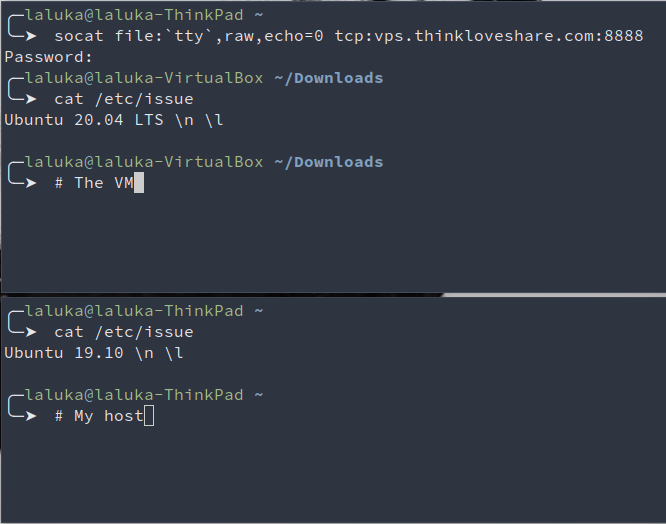 ╭─laluka@laluka-ThinkPad ~
╰─➤  socat file:`tty`,raw,echo=0 tcp:vps.thinkloveshare.com:8888
Password:
╭─laluka@laluka-VirtualBox ~/Downloads
╰─➤  cat /etc/issue
Ubuntu 20.04 LTS \n \l

╭─laluka@laluka-VirtualBox ~/Downloads
╰─➤  # The VM
╭─laluka@laluka-ThinkPad ~
╰─➤  cat /etc/issue
Ubuntu 19.10 \n \l

╭─laluka@laluka-ThinkPad ~
╰─➤  # My host